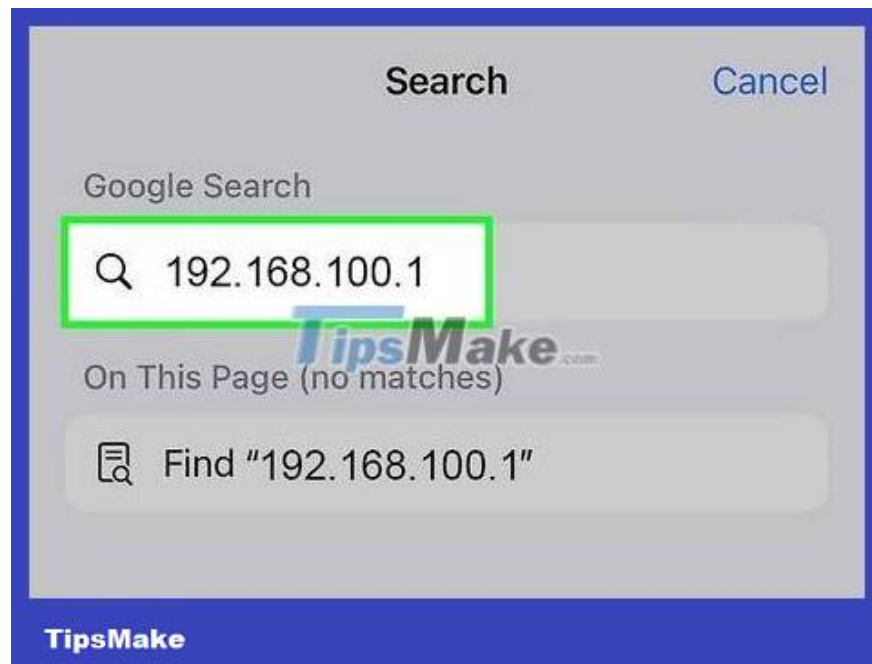 Search
Cancel
Google Search
192.168.100.1
TipsMake.com
On This Page (no matches)
Find “192.168.100.1”
TipsMake